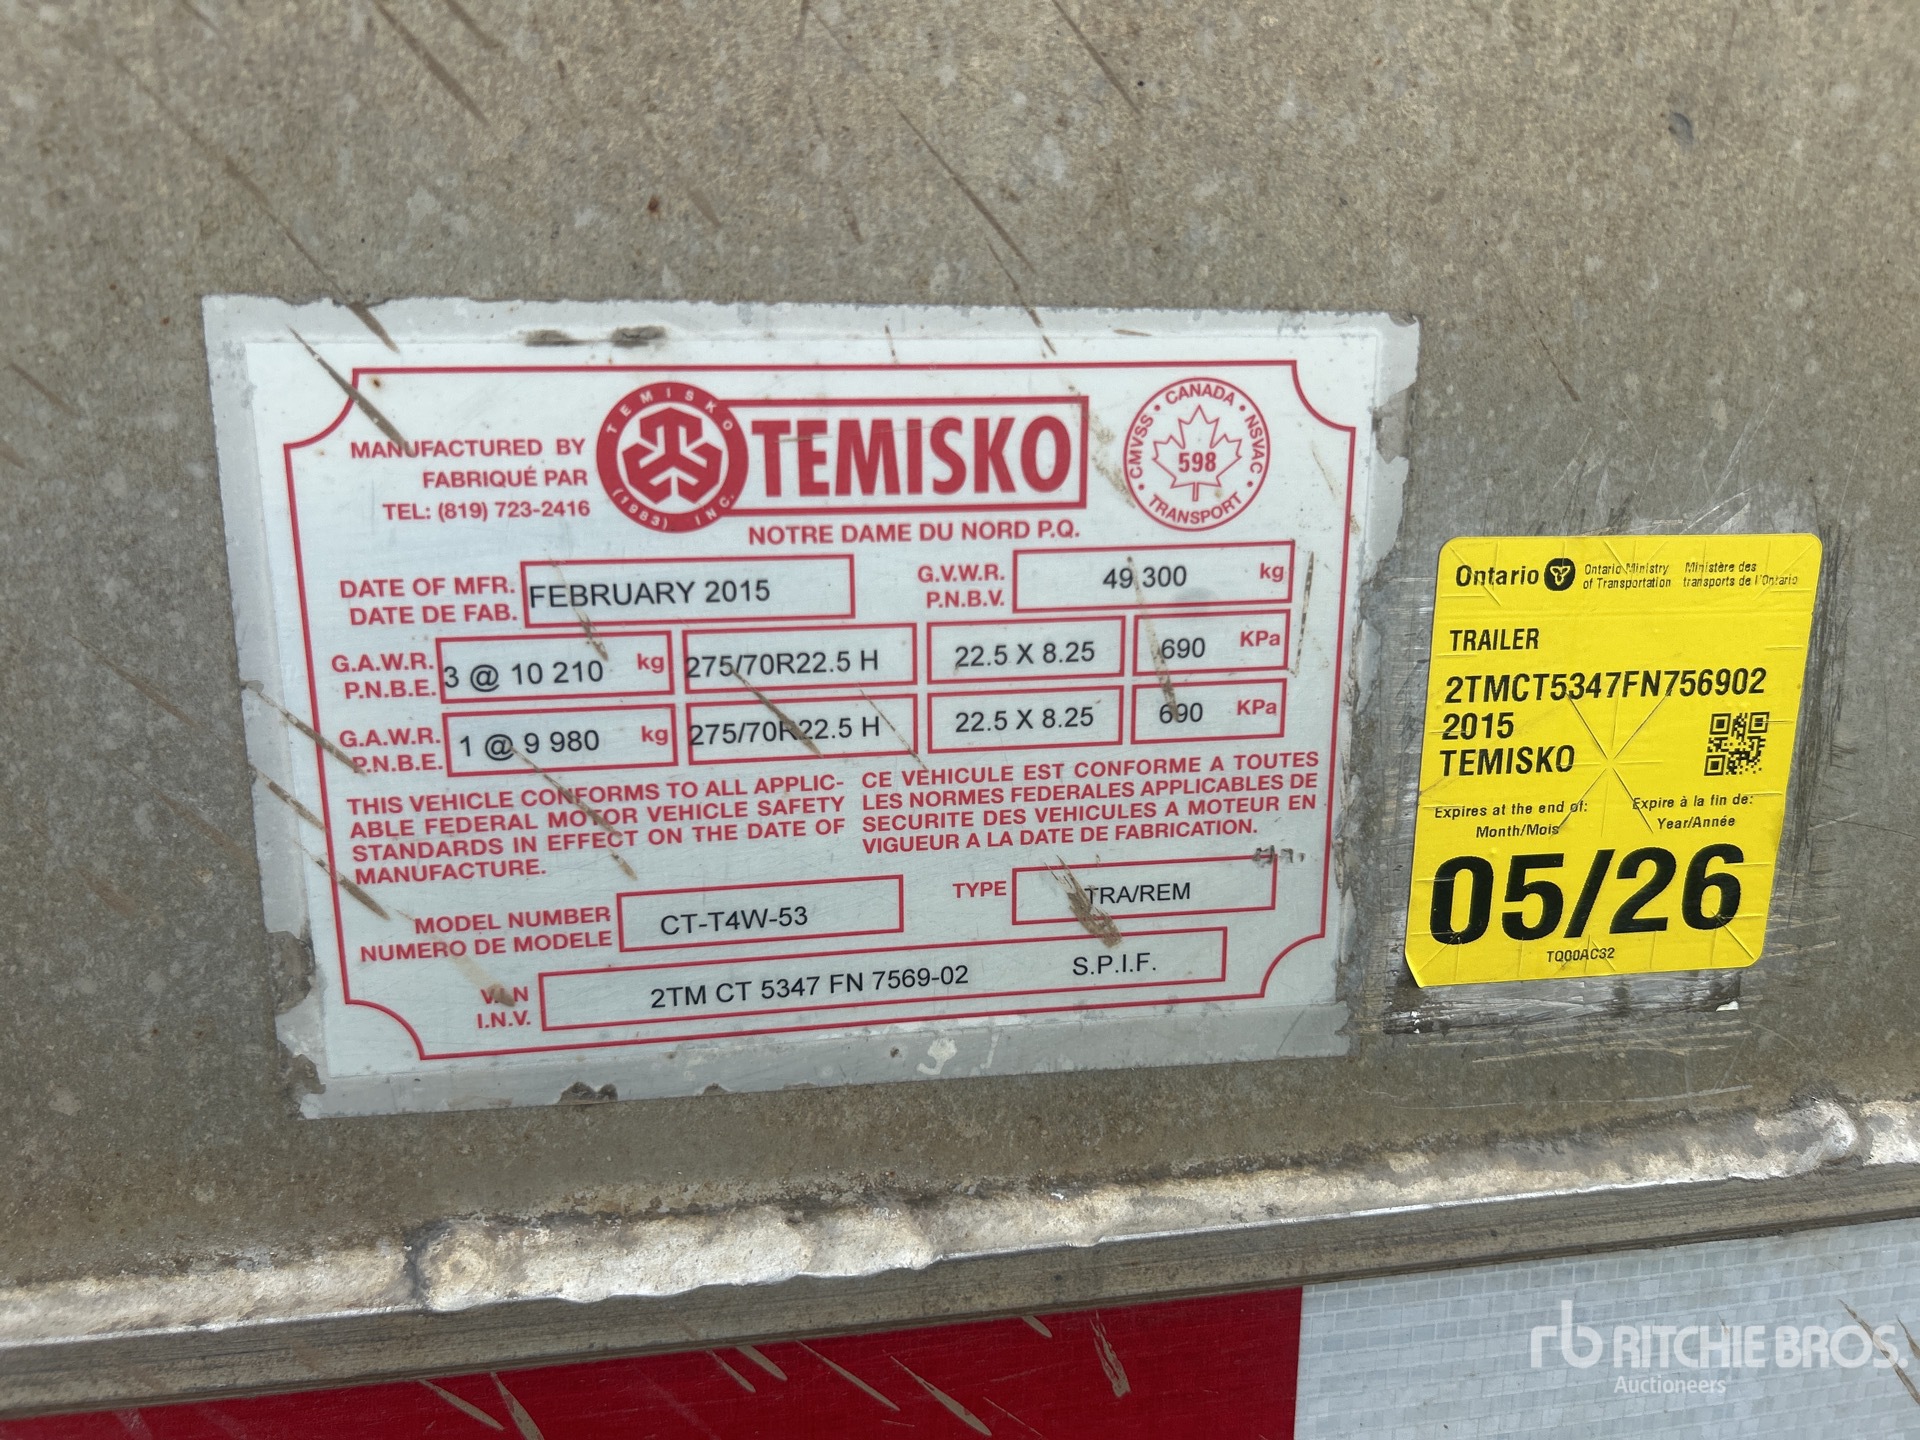 MANUFACTURED BY
FABRIQUÉ PAR
TEL: (819) 723-2416
TEMISKO (1983) INC.
TEMISKO
NOTRE DAME DU NORD P.Q.
CANADA • NSVAC • TRANSPORT • CMVSS •
598
DATE OF MFR.
DATE DE FAB.
FEBRUARY 2015
G.V.W.R.
P.N.B.V.
49,300 kg
G.A.W.R.
P.N.B.E.
3 @ 10 210 kg
275/70R22.5 H
22.5 X 8.25
690 KPa
G.A.W.R.
P.N.B.E.
1 @ 9 980 kg
275/70R22.5 H
22.5 X 8.25
690 KPa
THIS VEHICLE CONFORMS TO ALL APPLIC-
ABLE FEDERAL MOTOR VEHICLE SAFETY
STANDARDS IN EFFECT ON THE DATE OF
MANUFACTURE.
CE VEHICULE EST CONFORME A TOUTES
LES NORMES FEDERALES APPLICABLES DE
SECURITE DES VEHICULES A MOTEUR EN
VIGUEUR A LA DATE DE FABRICATION.
MODEL NUMBER
NUMERO DE MODELE
CT-T4W-53
TYPE
TRA/REM
I.N.V.
2TM CT 5347 FN 7569-02 S.P.I.F.
Ontario
Ontario Ministry
of Transportation
Ministère des
transports de l'Ontario
TRAILER
2TMCT5347FN756902
2015
TEMISKO
Expires at the end of:
Month/Mois
Expire à la fin de:
Year/Année
05/26
TQ00AC32
rb RITCHIE BROS.
Auctioneers